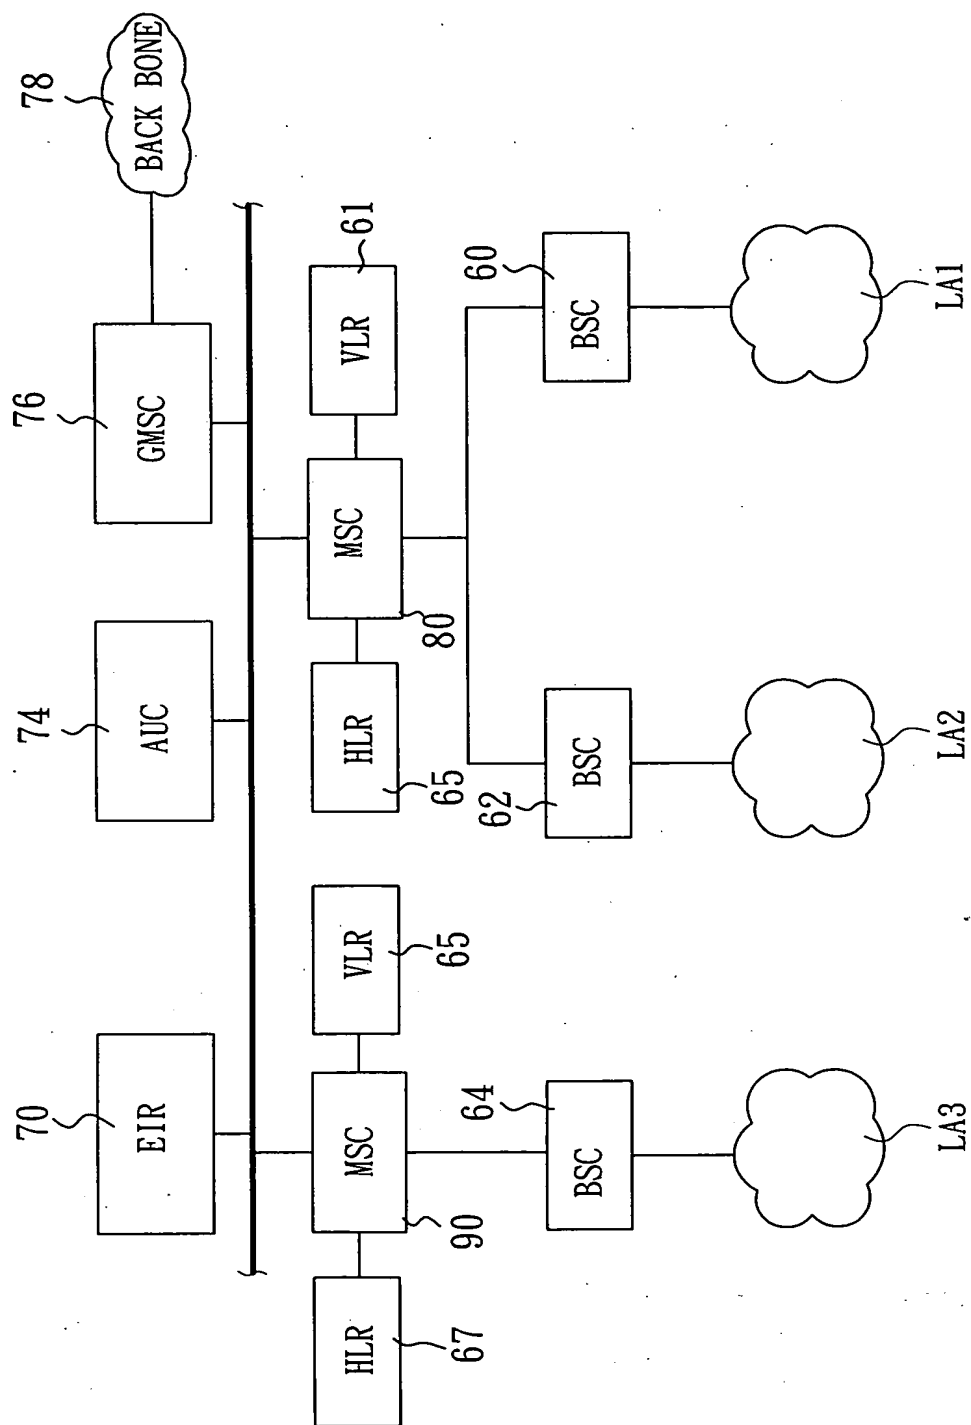 70
74
76
78
EIR
AUC
GMSC
BACK BONE
HLR
MSC
VLR
HLR
MSC
VLR
61
67
90
65
65
80
64
62
60
BSC
BSC
BSC
LA3
LA2
LA1